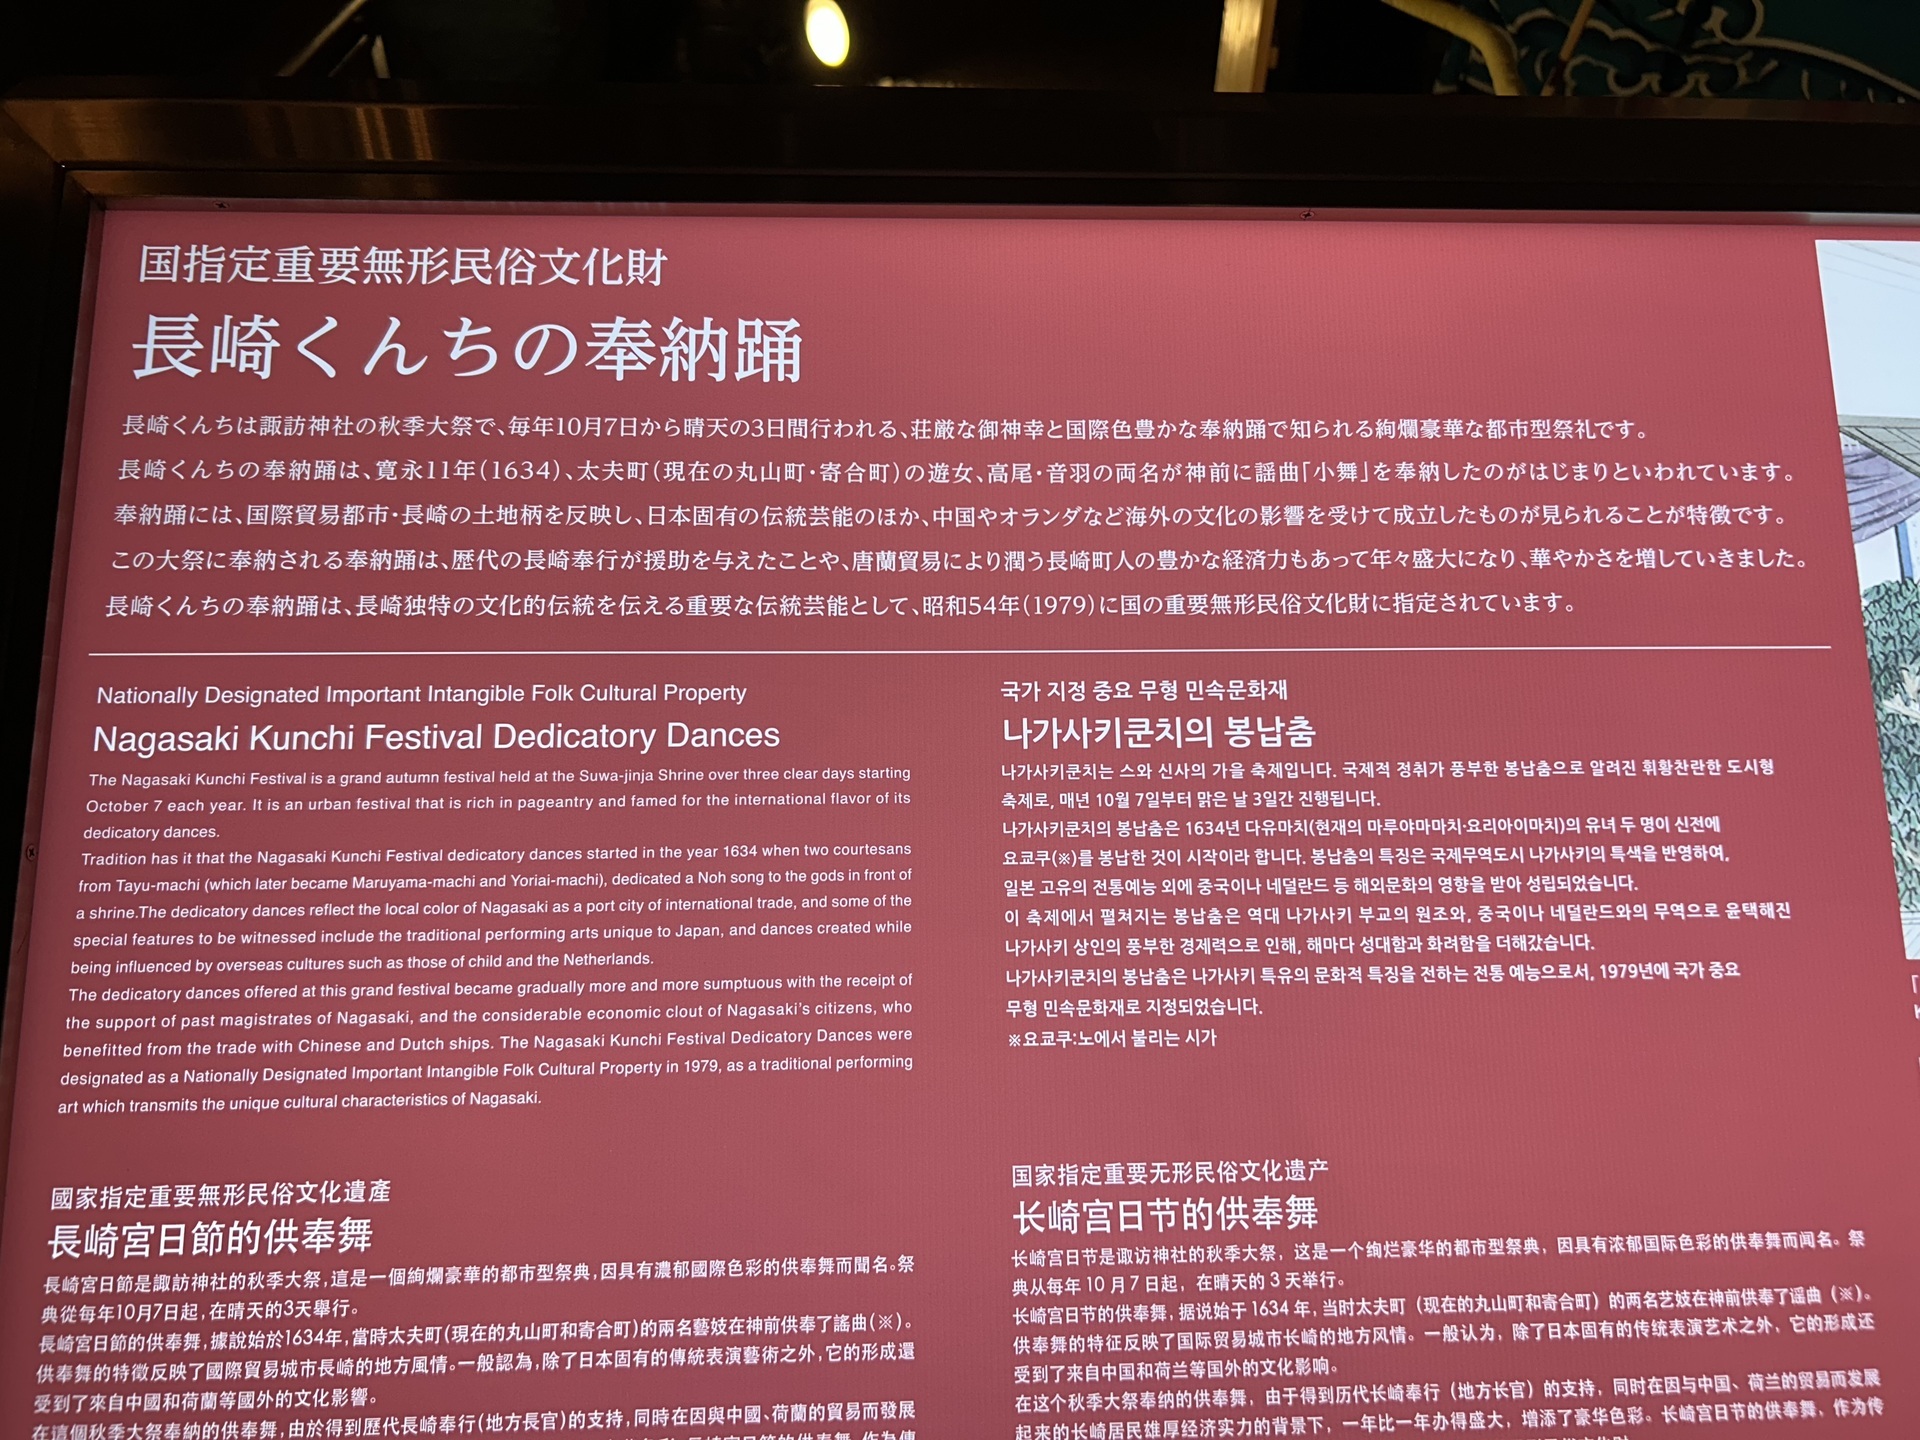 国指定重要無形民俗文化財
長崎くんちの奉納踊
長崎くんちは諏訪神社の秋季大祭で、毎年10月7日から晴天の3日間行われる、荘厳な御神幸と国際色豊かな奉納踊で知られる絢爛豪華な都市型祭礼です。
長崎くんちの奉納踊は、寛永11年(1634)、太夫町(現在の丸山町・寄合町)の遊女、高尾・音羽の両名が神前に謡曲「小舞」を奉納したのがはじまりといわれています。
奉納踊には、国際貿易都市・長崎の土地柄を反映し、日本固有の伝統芸能のほか、中国やオランダなど海外の文化の影響を受けて成立したものが見られることが特徴です。
この大祭に奉納される奉納踊は、歴代の長崎奉行が援助を与えたことや、唐蘭貿易により潤う長崎町人の豊かな経済力もあって年々盛大になり、華やかさを増していきました。
長崎くんちの奉納踊は、長崎独特の文化的伝統を伝える重要な伝統芸能として、昭和54年(1979)に国の重要無形民俗文化財に指定されています。
Nationally Designated Important Intangible Folk Cultural Property
Nagasaki Kunchi Festival Dedicatory Dances
The Nagasaki Kunchi Festival is a grand autumn festival held at the Suwa-jinja Shrine over three clear days starting
October 7 each year. It is an urban festival that is rich in pageantry and famed for the international flavor of its
dedicatory dances.
Tradition has it that the Nagasaki Kunchi Festival dedicatory dances started in the year 1634 when two courtesans
from Tayu-machi (which later became Maruyama-machi and Yoriai-machi), dedicated a Noh song to the gods in front of
a shrine.The dedicatory dances reflect the local color of Nagasaki as a port city of international trade, and some of the
special features to be witnessed include the traditional performing arts unique to Japan, and dances created while
being influenced by overseas cultures such as those of child and the Netherlands.
The dedicatory dances offered at this grand festival became gradually more and more sumptuous with the receipt of
the support of past magistrates of Nagasaki, and the considerable economic clout of Nagasaki's citizens, who
benefitted from the trade with Chinese and Dutch ships. The Nagasaki Kunchi Festival Dedicatory Dances were
designated as a Nationally Designated Important Intangible Folk Cultural Property in 1979, as a traditional performing
art which transmits the unique cultural characteristics of Nagasaki.
국가 지정 중요 무형 민속문화재
나가사키쿤치의 봉납춤
나가사키쿤치는 스와 신사의 가을 축제입니다. 국제적 정취가 풍부한 봉납춤으로 알려진 휘황찬란한 도시형
축제로, 매년 10월 7일부터 맑은 날 3일간 진행됩니다.
나가사키쿤치의 봉납춤은 1634년 다유마치(현재의 마루야마마치·요리아이마치)의 유녀 두 명이 신전에
요쿄쿠(※)를 봉납한 것이 시작이라 합니다. 봉납춤의 특징은 국제무역도시 나가사키의 특색을 반영하여,
일본 고유의 전통예능 외에 중국이나 네덜란드 등 해외문화의 영향을 받아 성립되었습니다.
이 축제에서 펼쳐지는 봉납춤은 역대 나가사키 부교의 원조와, 중국이나 네덜란드와의 무역으로 윤택해진
나가사키 상인의 풍부한 경제력으로 인해, 해마다 성대함과 화려함을 더해갔습니다.
나가사키쿤치의 봉납춤은 나가사키 특유의 문화적 특징을 전하는 전통 예능으로서, 1979년에 국가 중요
무형 민속문화재로 지정되었습니다.
※요쿄쿠:노에서 불리는 시가
國家指定重要無形民俗文化遺產
長崎宮日節的供奉舞
長崎宮日節是諏訪神社的秋季大祭,這是一個絢爛豪華的都市型祭典,因具有濃郁國際色彩的供奉舞而聞名。祭
典從每年10月7日起,在晴天的3天舉行。
長崎宮日節的供奉舞,據說始於1634年,當時太夫町(現在的丸山町和寄合町)的兩名藝妓在神前供奉了謠曲(※)。
供奉舞的特徵反映了國際貿易城市長崎的地方風情。一般認為,除了日本固有的傳統表演藝術之外,它的形成還
受到了來自中國和荷蘭等國外的文化影響。
在這個秋季大祭奉納的供奉舞,由於得到歷代長崎奉行(地方長官)的支持,同時在因與中國、荷蘭的貿易而發展
国家指定重要无形民俗文化遗产
长崎宫日节的供奉舞
长崎宫日节是诹访神社的秋季大祭，这是一个绚烂豪华的都市型祭典，因具有浓郁国际色彩的供奉舞而闻名。祭
典从每年 10 月 7 日起，在晴天的 3 天举行。
长崎宫日节的供奉舞，据说始于 1634 年，当时太夫町（现在的丸山町和寄合町）的两名艺妓在神前供奉了谣曲（※）。
供奉舞的特征反映了国际贸易城市长崎的地方风情。一般认为，除了日本固有的传统表演艺术之外，它的形成还
受到了来自中国和荷兰等国外的文化影响。
在这个秋季大祭奉纳的供奉舞，由于得到历代长崎奉行（地方长官）的支持，同时在因与中国、荷兰的贸易而发展
起来的长崎居民雄厚经济实力的背景下，一年比一年办得盛大，增添了豪华色彩。长崎宫日节的供奉舞，作为传